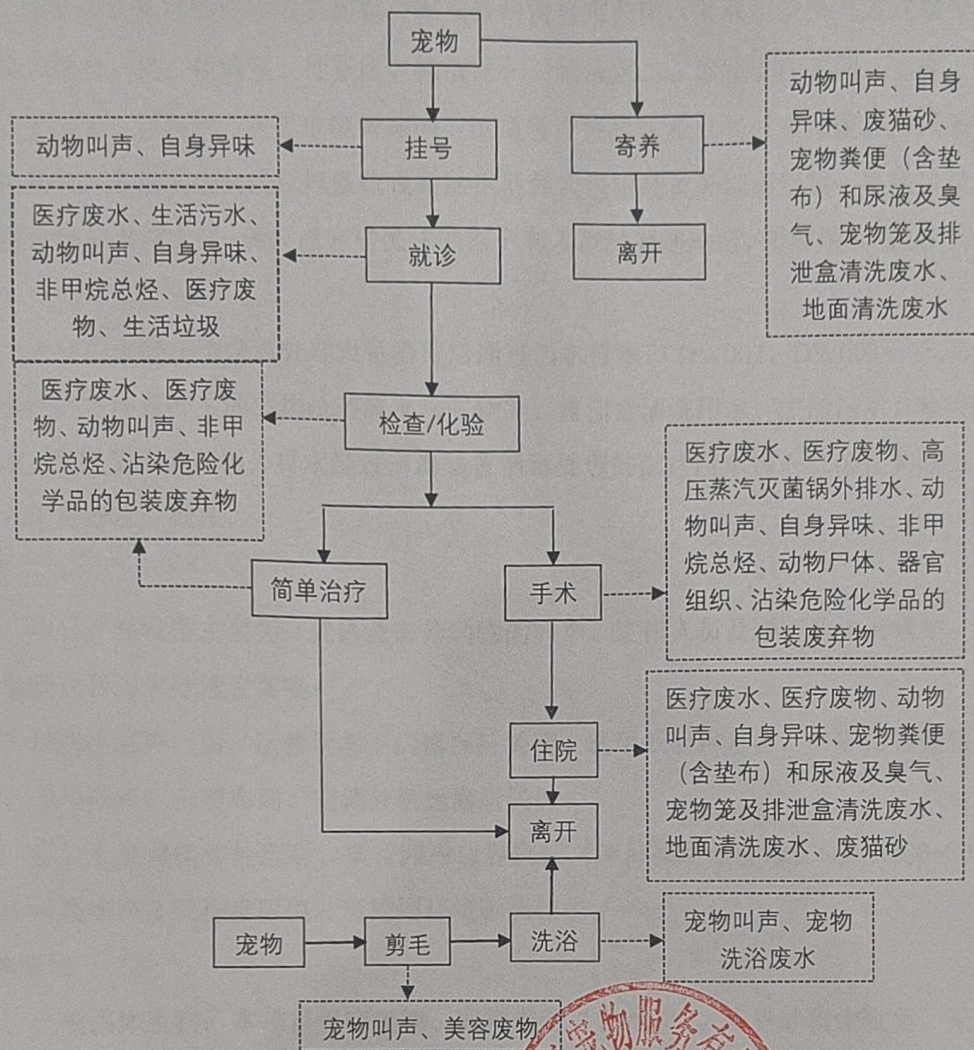 宠物
动物叫声、自身
异味、废猫砂、
宠物粪便（含垫
布）和尿液及臭
气、宠物笼及排
泄盒清洗废水、
地面清洗废水
动物叫声、自身异味
挂号
寄养
医疗废水、生活污水、
动物叫声、自身异味、
非甲烷总烃、医疗废
物、生活垃圾
就诊
离开
医疗废水、医疗废
物、动物叫声、非甲
烷总烃、沾染危险化
学品的包装废弃物
检查/化验
医疗废水、医疗废物、高
压蒸汽灭菌锅外排水、动
物叫声、自身异味、非甲
烷总烃、动物尸体、器官
组织、沾染危险化学品的
包装废弃物
简单治疗
手术
医疗废水、医疗废物、动物
叫声、自身异味、宠物粪便
（含垫布）和尿液及臭气、
宠物笼及排泄盒清洗废水、
地面清洗废水、废猫砂
住院
离开
宠物
剪毛
洗浴
宠物叫声、宠物
洗浴废水
宠物叫声、美容废物
宠物服务有